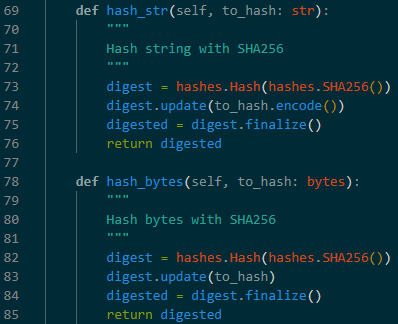 69 def hash_str(self, to_hash: str):
70 """
71 Hash string with SHA256
72 """
73 digest = hashes.Hash(hashes.SHA256())
74 digest.update(to_hash.encode())
75 digested = digest.finalize()
76 return digested
77
78 def hash_bytes(self, to_hash: bytes):
79 """
80 Hash bytes with SHA256
81 """
82 digest = hashes.Hash(hashes.SHA256())
83 digest.update(to_hash)
84 digested = digest.finalize()
85 return digested